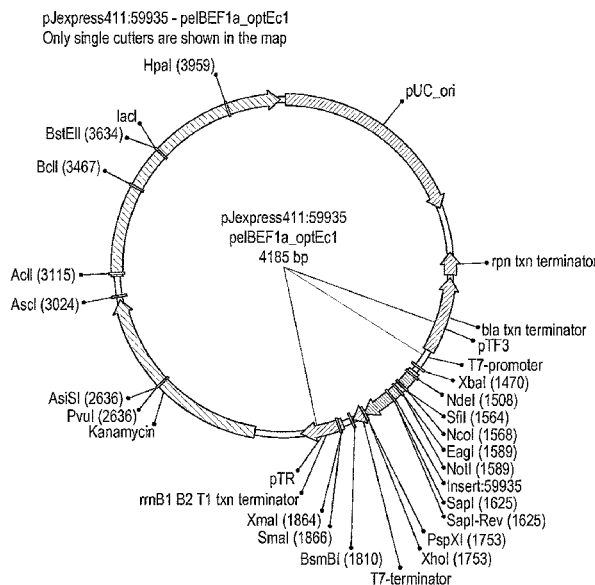 pJexpress411:59935 - pelBEF1a_optEc1
Only single cutters are shown in the map
HpaI (3959)
pUC_ori
lacI
BstEII (3634)
BclI (3467)
pJexpress411:59935
pelBEF1a_optEc1
4185 bp
rpn txn terminator
AclI (3115)
AscI (3024)
bla txn terminator
pTF3
T7-promoter
XbaI (1470)
NdeI (1508)
SfiI (1564)
NcoI (1568)
EagI (1589)
NotI (1589)
Insert:59935
SapI (1625)
SapI-Rev (1625)
AsiSI (2636)
PvuI (2636)
Kanamycin
pTR
rrnB1 B2 T1 txn terminator
XmaI (1864)
SmaI (1866)
BsmBI (1810)
PspXI (1753)
XhoI (1753)
T7-terminator